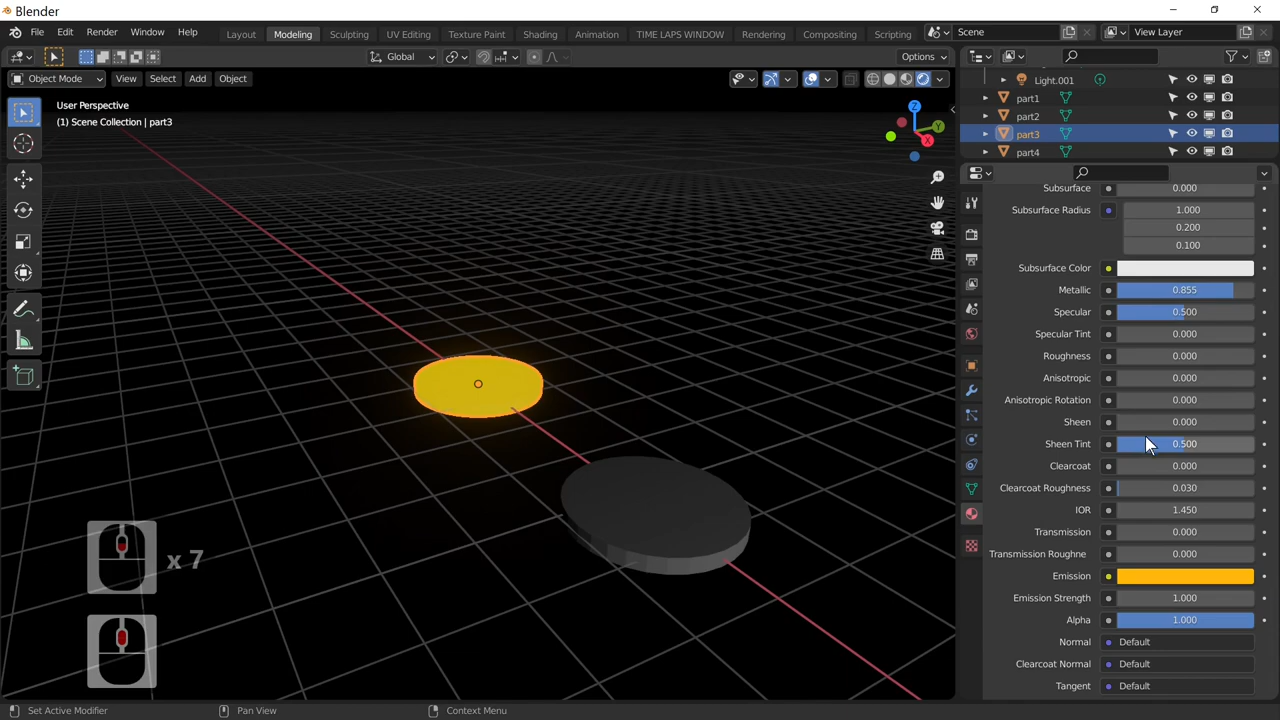 Blender
File Edit Render Window Help
Layout Modeling Sculpting UV Editing Texture Paint Shading Animation TIME LAPS WINDOW Rendering Compositing Scripting
Scene
View Layer
Global
Options
Object Mode View Select Add Object
User Perspective
(1) Scene Collection | part3
X
Y
Z
Light.001
part1
part2
part3
part4
Subsurface 0.000
Subsurface Radius 1.000
0.200
0.100
Subsurface Color
Metallic 0.855
Specular 0.500
Specular Tint 0.000
Roughness 0.000
Anisotropic 0.000
Anisotropic Rotation 0.000
Sheen 0.000
Sheen Tint 0.500
Clearcoat 0.000
Clearcoat Roughness 0.030
IOR 1.450
Transmission 0.000
Transmission Roughne 0.000
Emission
Emission Strength 1.000
Alpha 1.000
Normal Default
Clearcoat Normal Default
Tangent Default
x 7
Set Active Modifier
Pan View
Context Menu